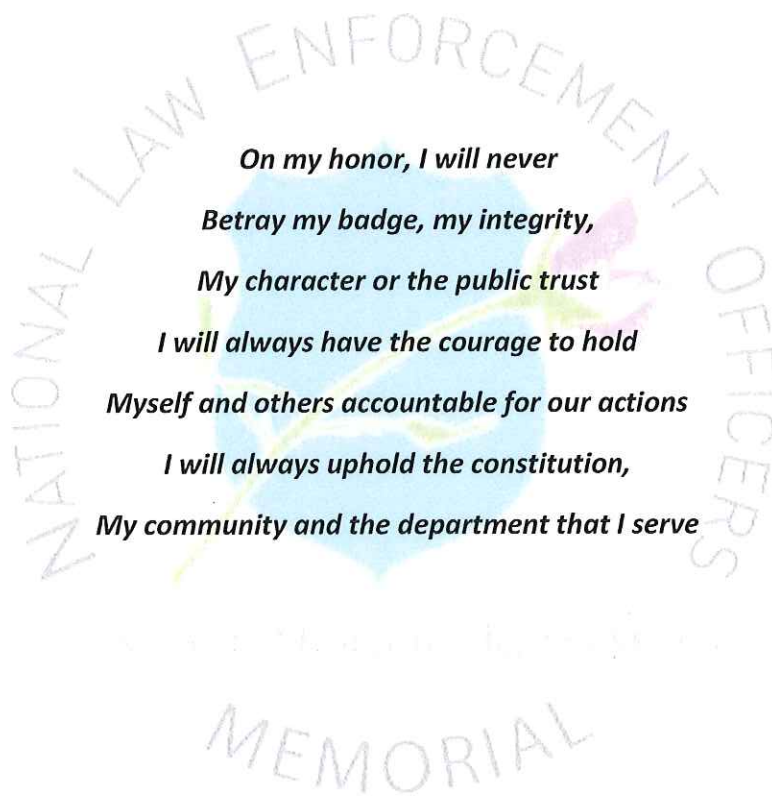 NATIONAL LAW ENFORCEMENT OFFICERS
On my honor, I will never
Betray my badge, my integrity,
My character or the public trust
I will always have the courage to hold
Myself and others accountable for our actions
I will always uphold the constitution,
My community and the department that I serve
MEMORIAL